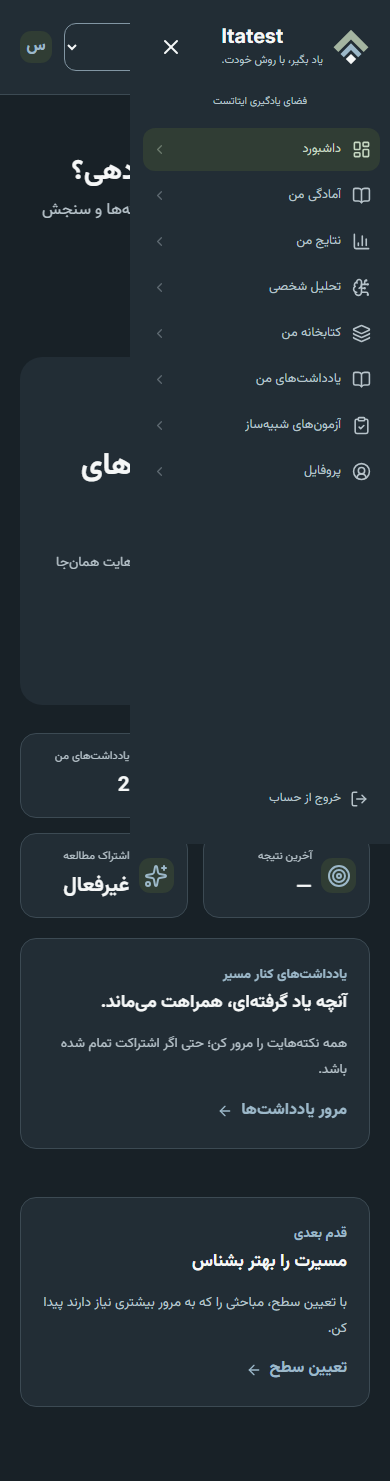 Itatest
یاد بگیر، با روش خودت.
فضای یادگیری ایتاتست
داشبورد
آمادگی من
نتایج من
تحلیل شخصی
کتابخانه من
یادداشت‌های من
آزمون‌های شبیه‌ساز
پروفایل
خروج از حساب
س
دهی؟
ه‌ها و سنجش
های
هایت همان‌جا
یادداشت‌های من
2
آخرین نتیجه
—
اشتراک مطالعه
غیرفعال
یادداشت‌های کنار مسیر
آنچه یاد گرفته‌ای، همراهت می‌ماند.
همه نکته‌هایت را مرور کن؛ حتی اگر اشتراکت تمام شده
باشد.
مرور یادداشت‌ها
قدم بعدی
مسیرت را بهتر بشناس
با تعیین سطح، مباحثی را که به مرور بیشتری نیاز دارند پیدا
کن.
تعیین سطح